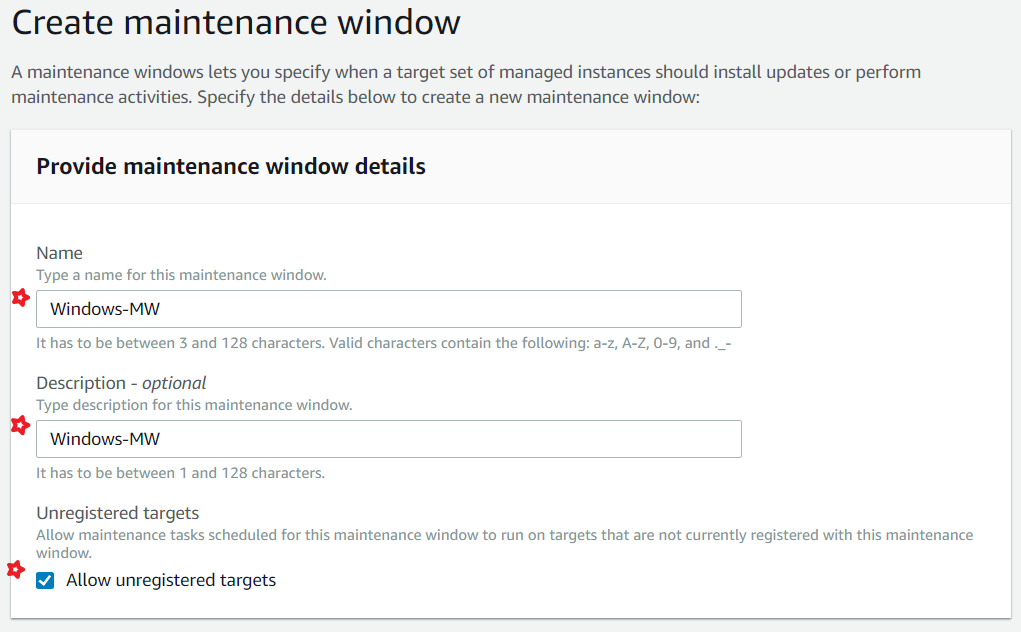 Create maintenance window
A maintenance windows lets you specify when a target set of managed instances should install updates or perform
maintenance activities. Specify the details below to create a new maintenance window:
Provide maintenance window details
Name
Type a name for this maintenance window.
Windows-MW
It has to be between 3 and 128 characters. Valid characters contain the following: a-z, A-Z, 0-9, and ._-
Description - optional
Type description for this maintenance window.
Windows-MW
It has to be between 1 and 128 characters.
Unregistered targets
Allow maintenance tasks scheduled for this maintenance window to run on targets that are not currently registered with this maintenance
window.
Allow unregistered targets